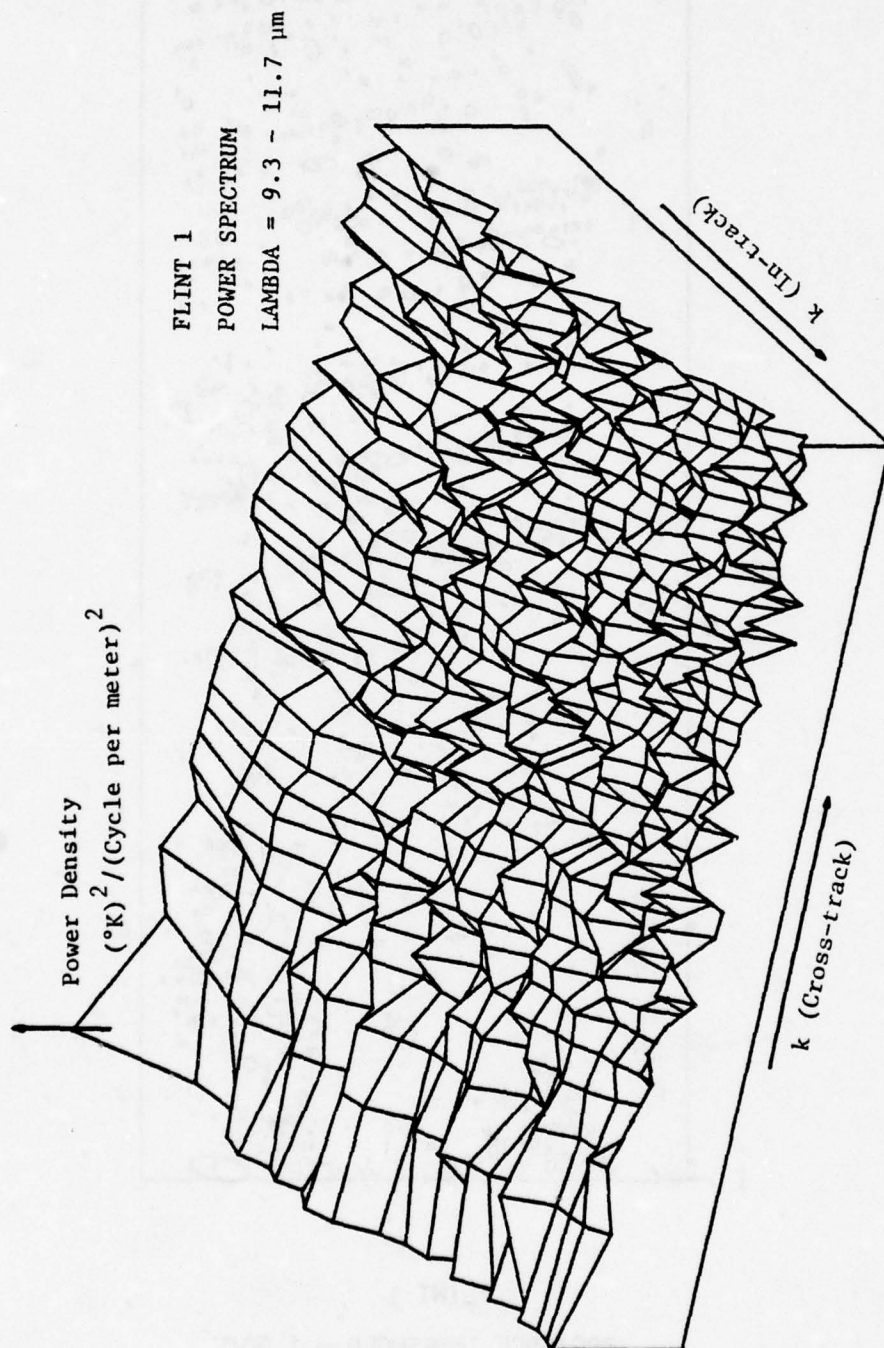 Power Density
(°K)²/(Cycle per meter)²
FLINT 1
POWER SPECTRUM
LAMBDA = 9.3 - 11.7 μm
k (Cross-track)
k (In-track)